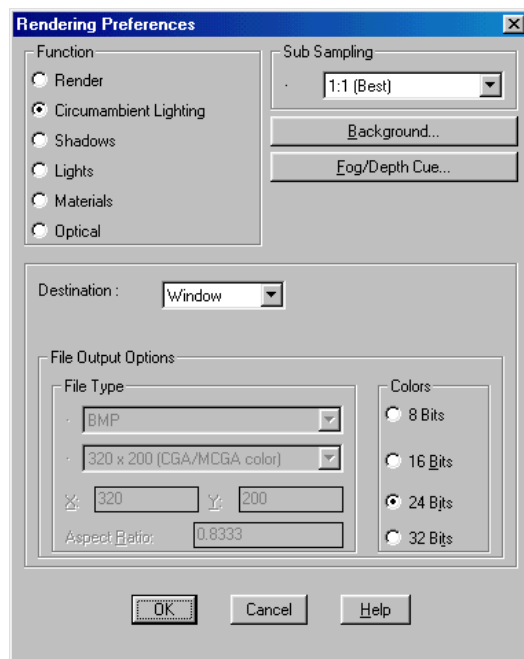 Rendering Preferences
Function
Render
Circumambient Lighting
Shadows
Lights
Materials
Optical
Sub Sampling
1:1 (Best)
Background...
Fog/Depth Cue...
Destination :
Window
File Output Options
File Type
BMP
320 x 200 (CGA/MCGA color)
X: 320 Y: 200
Aspect Ratio: 0.8333
Colors
8 Bits
16 Bits
24 Bits
32 Bits
OK Cancel Help